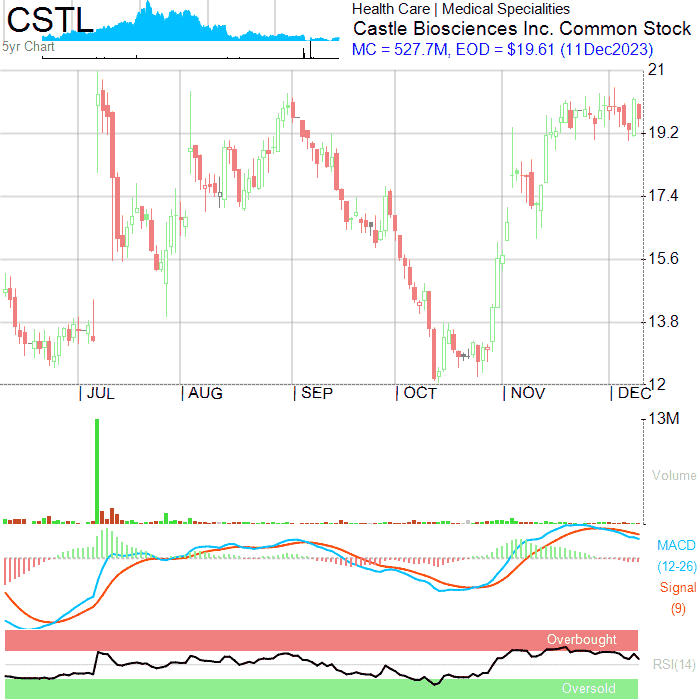 CSTL
5yr Chart
Health Care | Medical Specialities
Castle Biosciences Inc. Common Stock
MC = 527.7M, EOD = $19.61 (11Dec2023)
21
19.2
17.4
15.6
13.8
12
JUL AUG SEP OCT NOV DEC
13M
Volume
MACD
(12-26)
Signal
(9)
Overbought
RSI(14)
Oversold